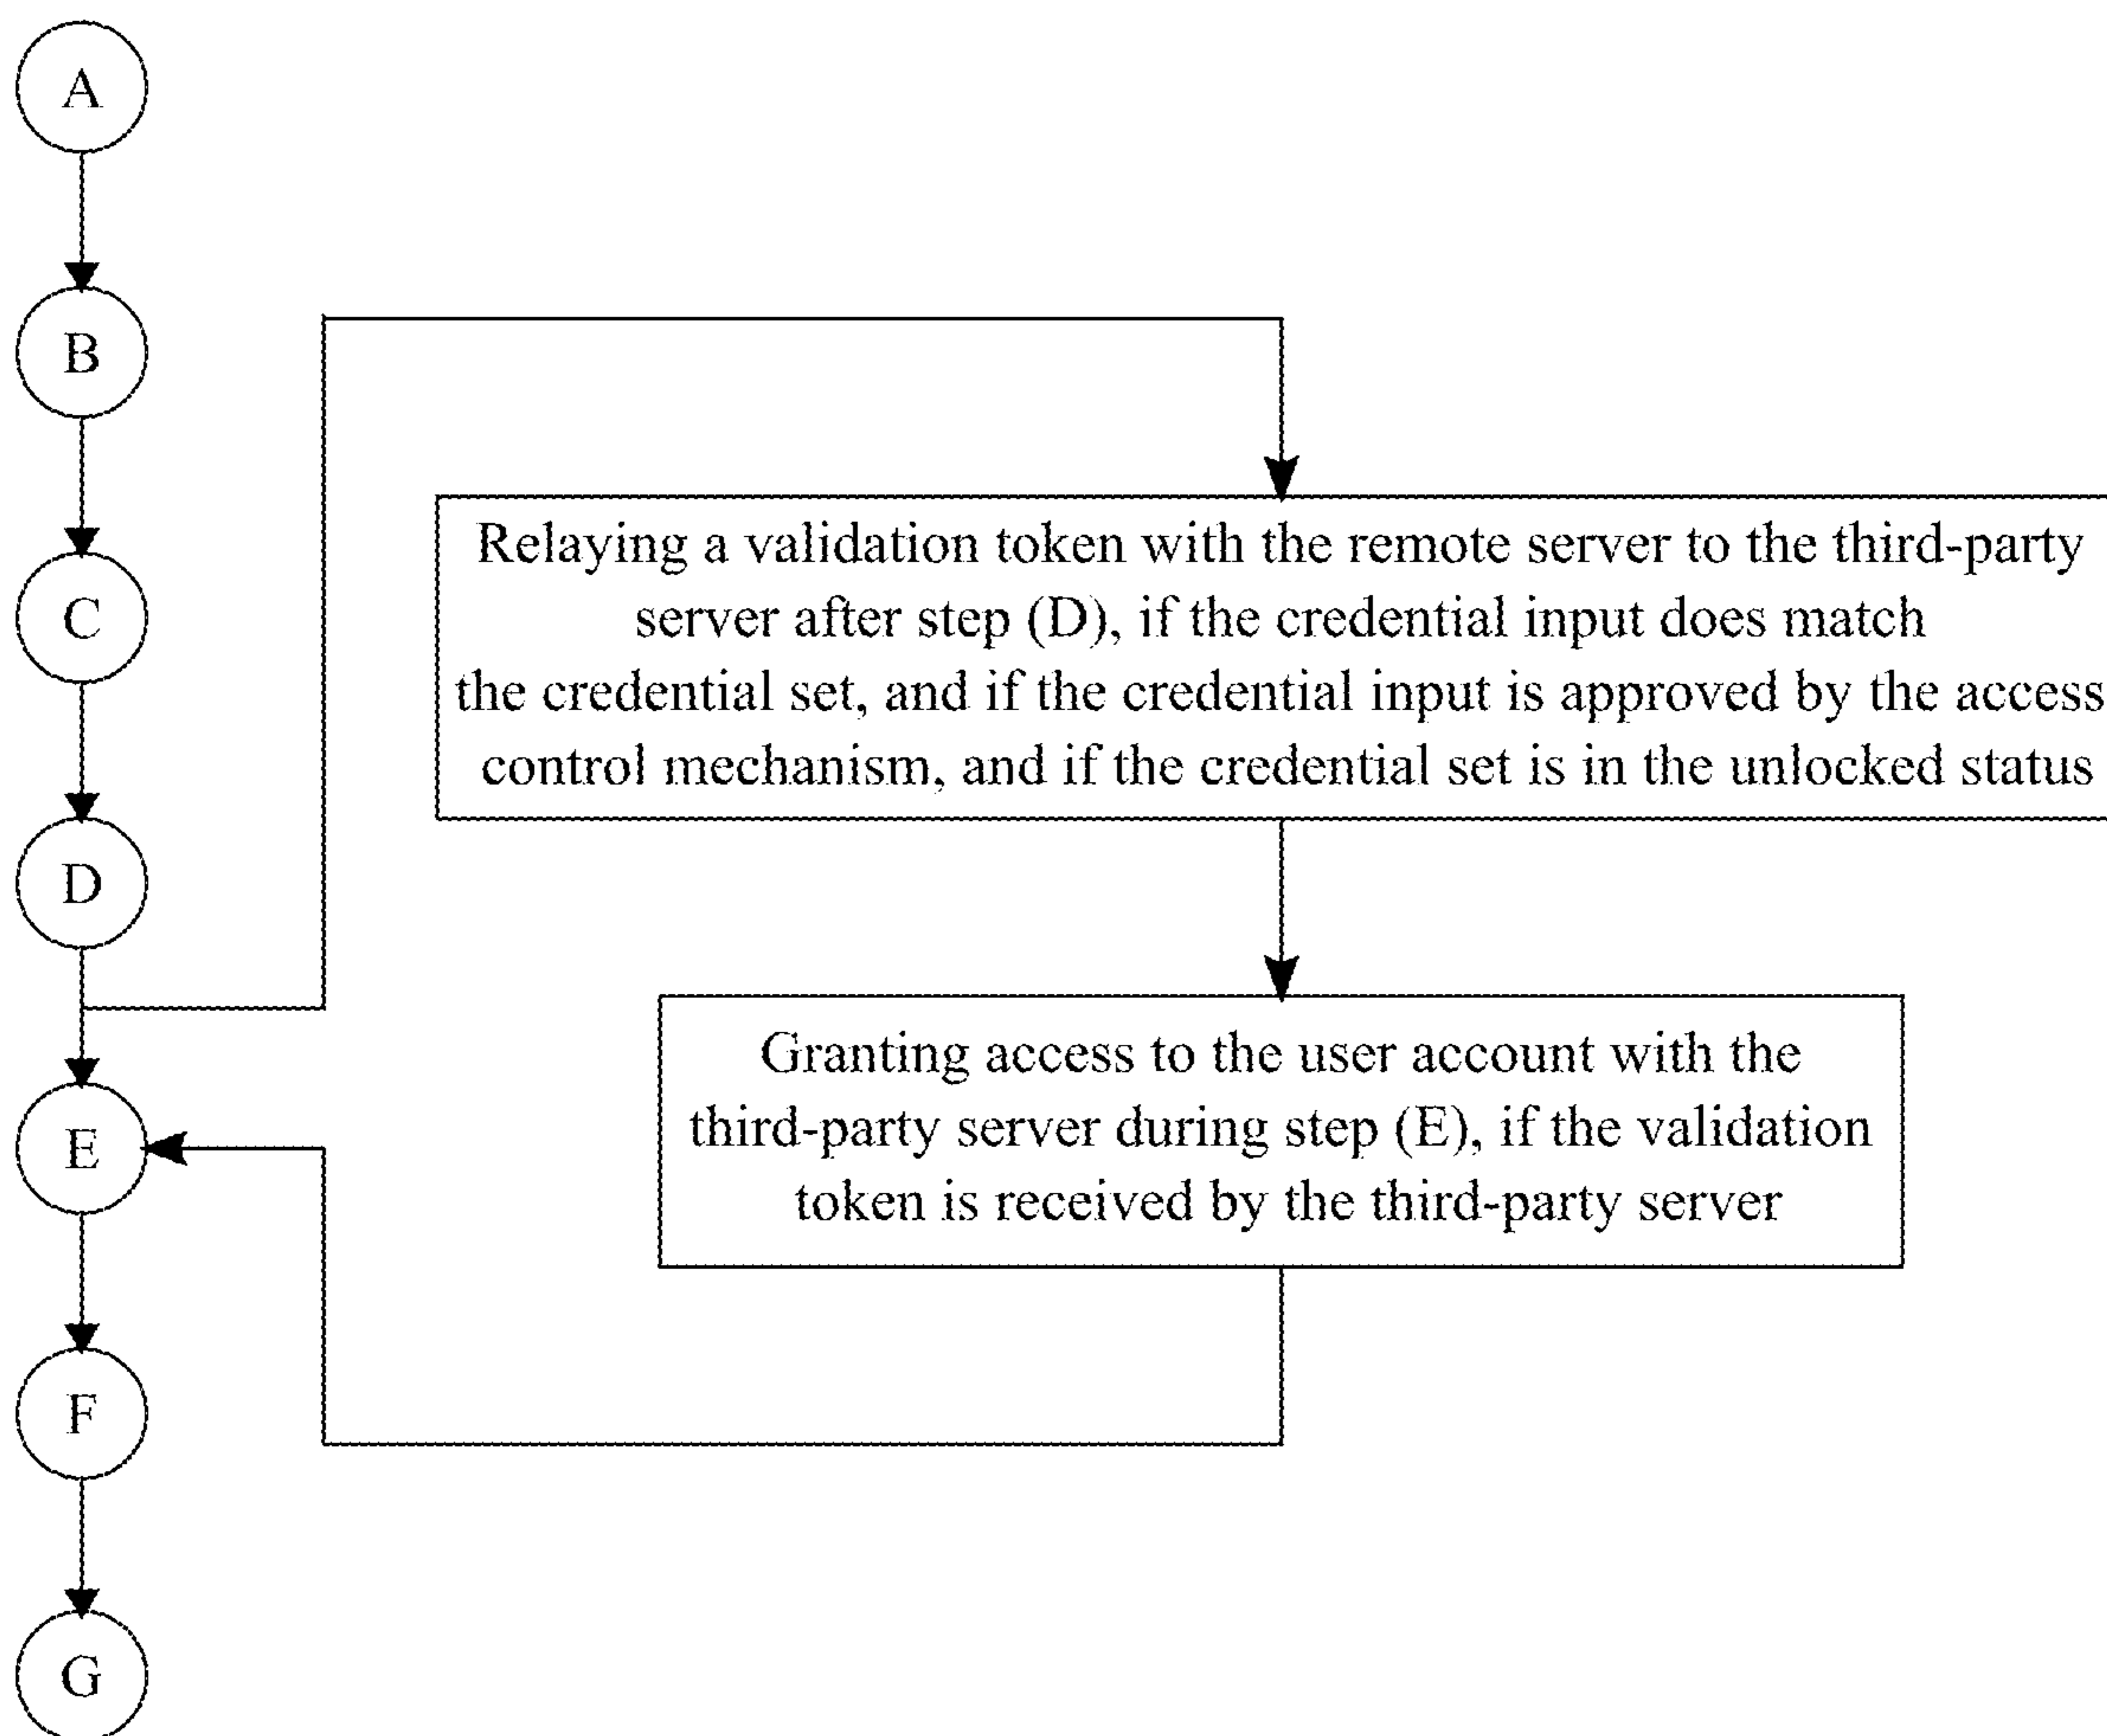 A
B
C
D
E
F
G
Relaying a validation token with the remote server to the third-party
server after step (D), if the credential input does match
the credential set, and if the credential input is approved by the access
control mechanism, and if the credential set is in the unlocked status
Granting access to the user account with the
third-party server during step (E), if the validation
token is received by the third-party server